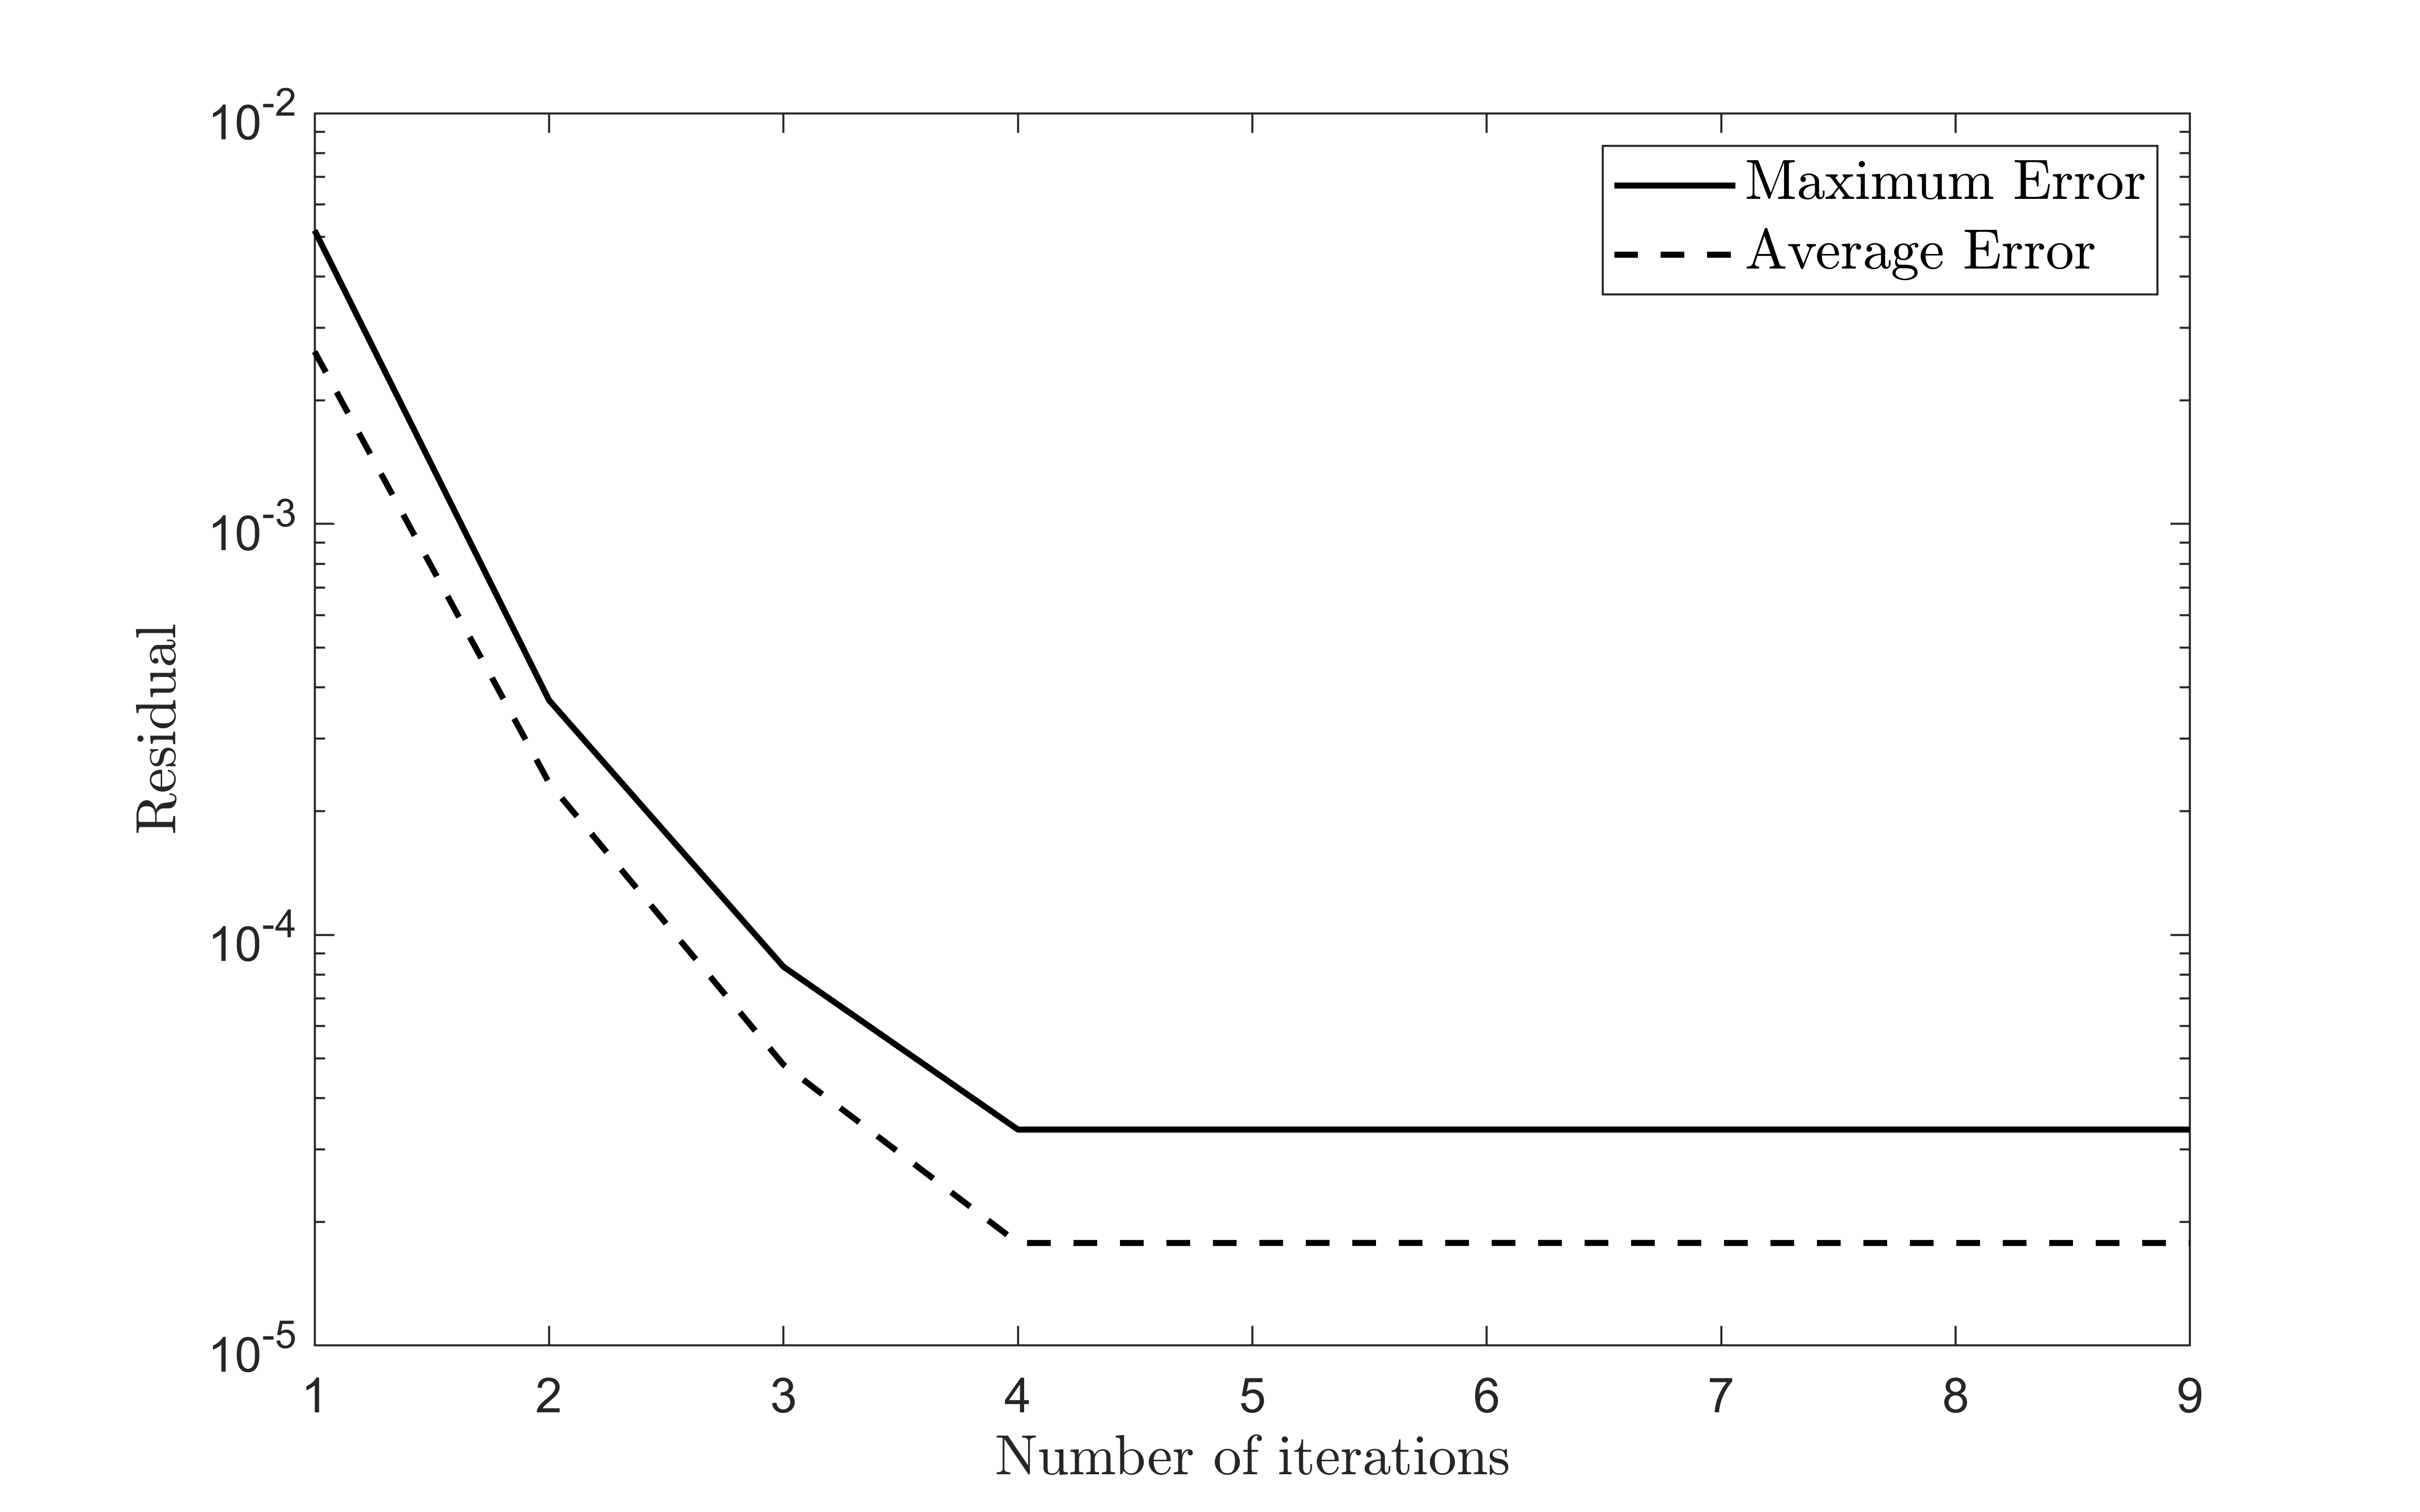 10^-2
10^-3
10^-4
10^-5
Residual
Maximum Error
Average Error
1 2 3 4 5 6 7 8 9
Number of iterations